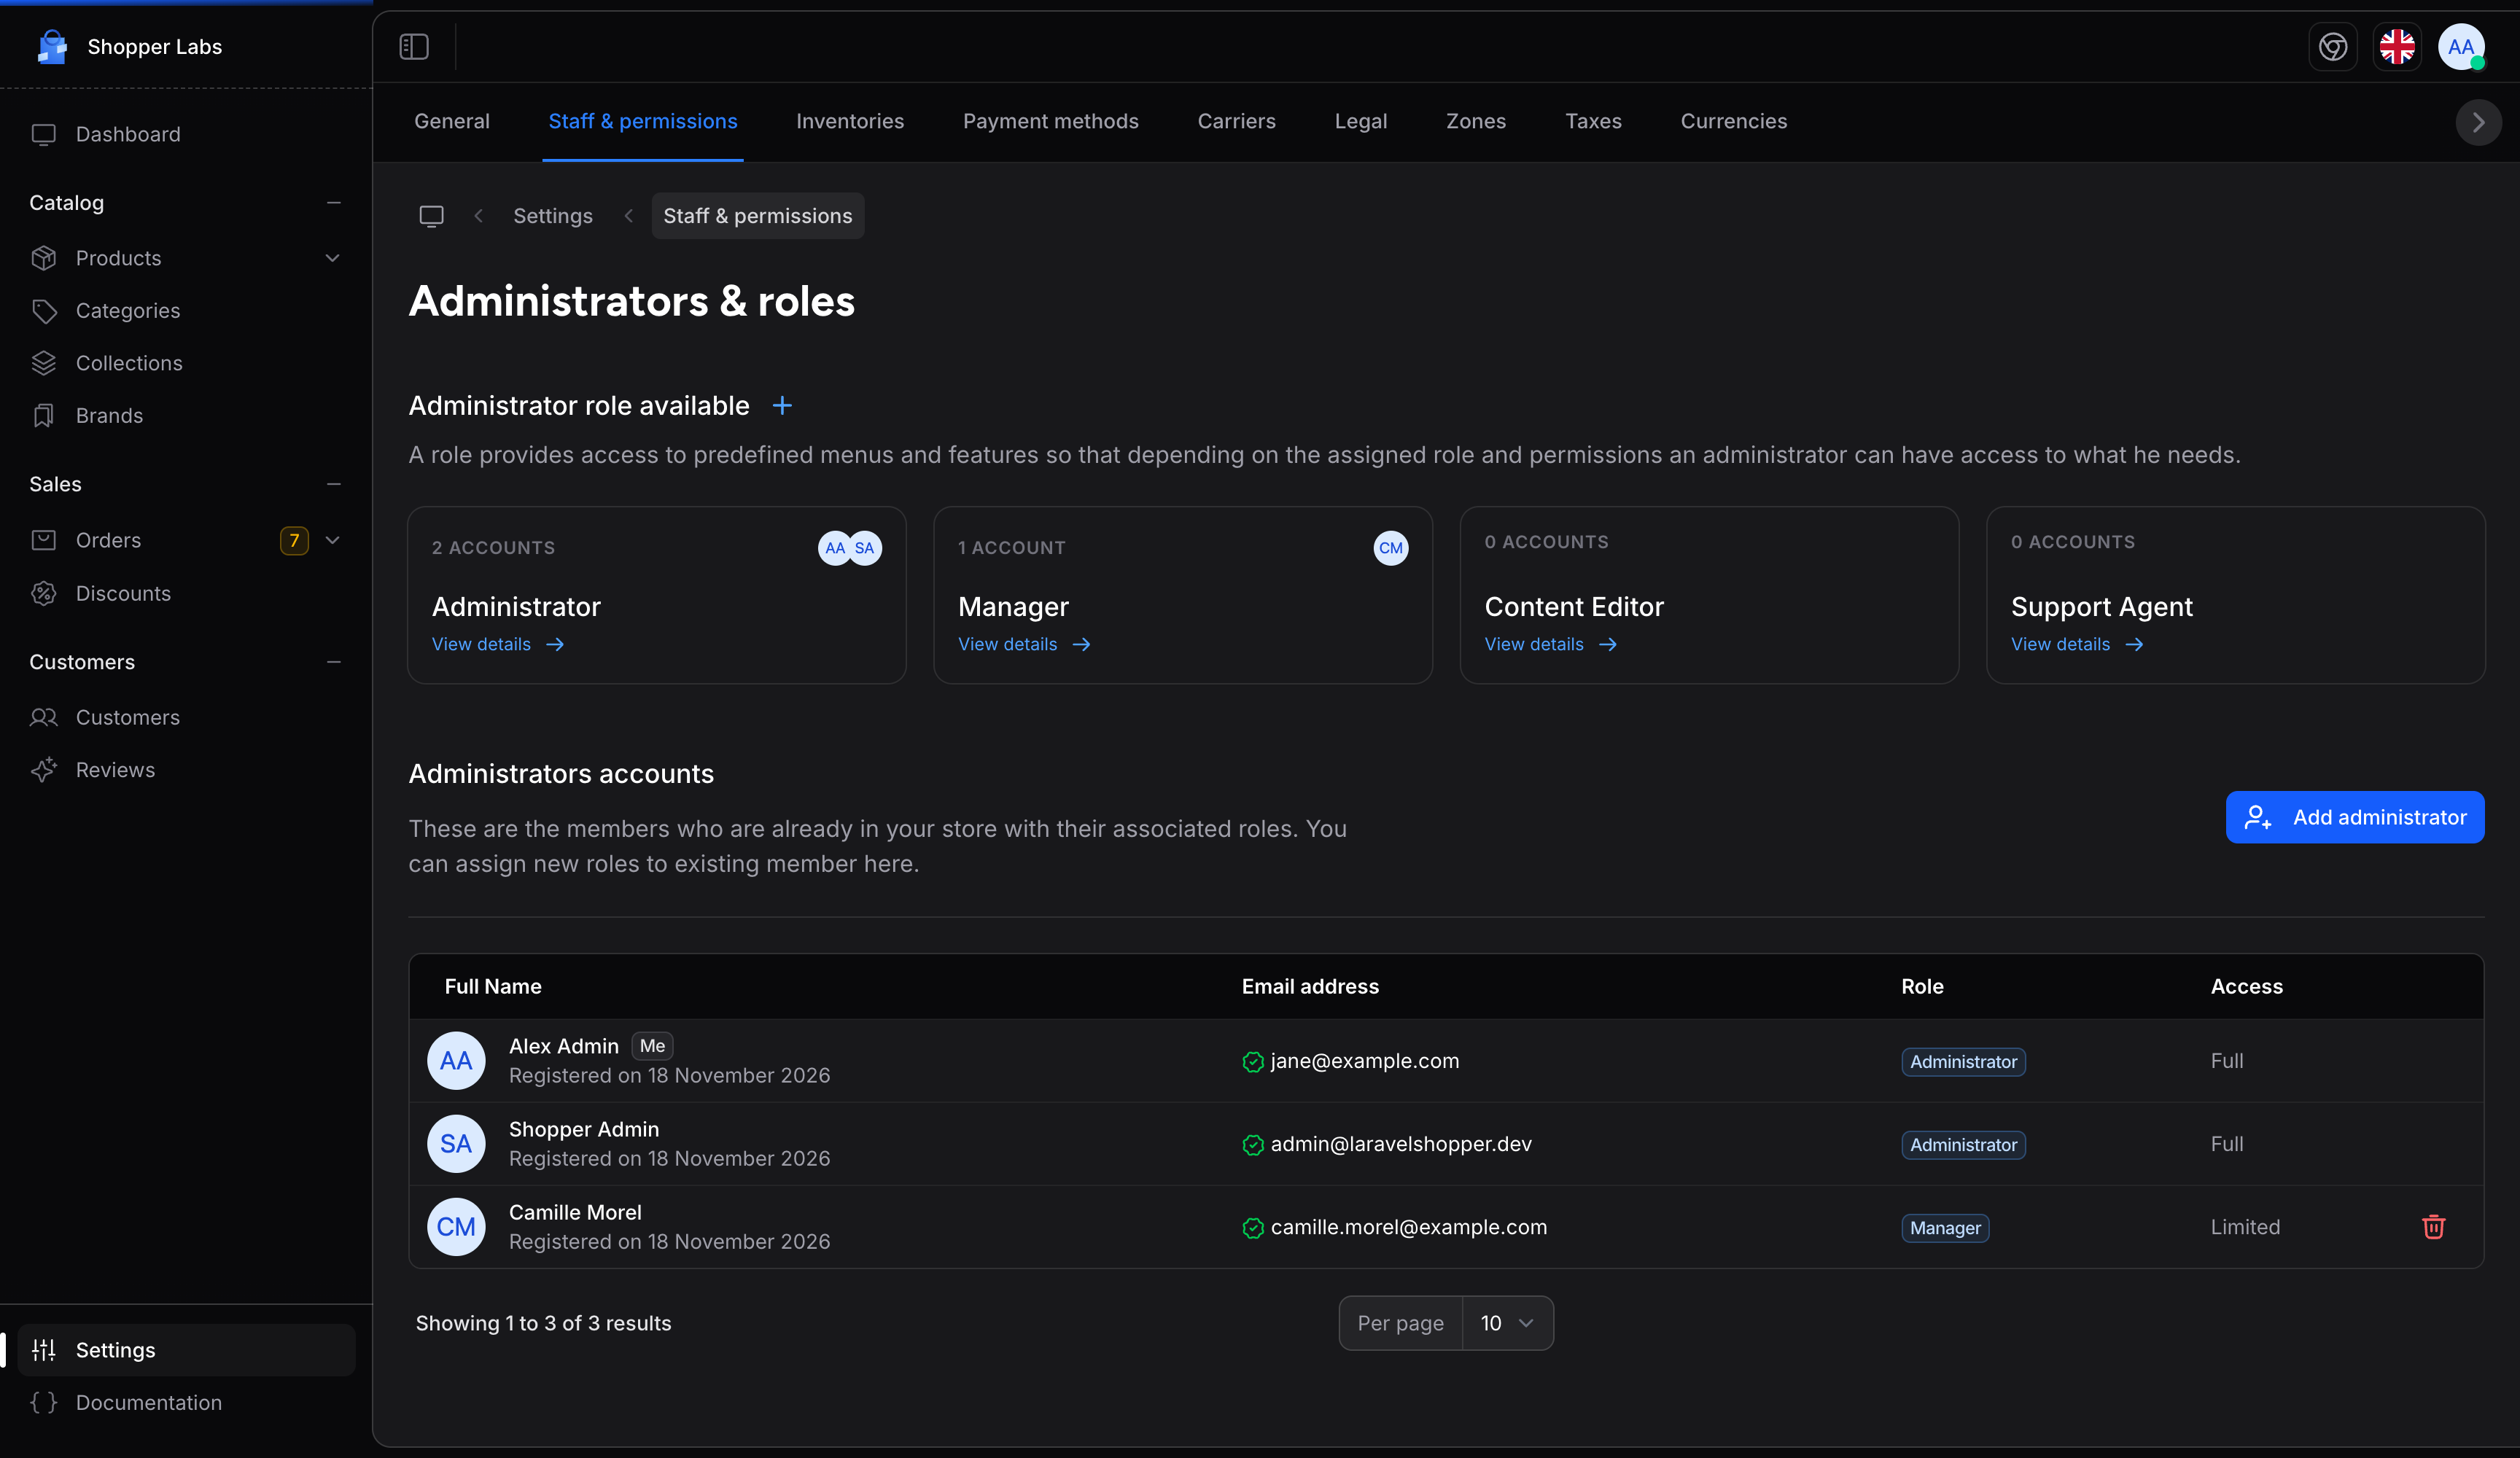 Shopper Labs
AA
Dashboard
Catalog
Products
Categories
Collections
Brands
Sales
Orders
7
Discounts
Customers
Customers
Reviews
Settings
Documentation
General
Staff & permissions
Inventories
Payment methods
Carriers
Legal
Zones
Taxes
Currencies
Settings
Staff & permissions
Administrators & roles
Administrator role available
A role provides access to predefined menus and features so that depending on the assigned role and permissions an administrator can have access to what he needs.
2 ACCOUNTS
AA
SA
Administrator
View details
1 ACCOUNT
CM
Manager
View details
0 ACCOUNTS
Content Editor
View details
0 ACCOUNTS
Support Agent
View details
Administrators accounts
These are the members who are already in your store with their associated roles. You
can assign new roles to existing member here.
Add administrator
Full Name
Email address
Role
Access
AA
Alex Admin
Me
Registered on 18 November 2026
jane@example.com
Administrator
Full
SA
Shopper Admin
Registered on 18 November 2026
admin@laravelshopper.dev
Administrator
Full
CM
Camille Morel
Registered on 18 November 2026
camille.morel@example.com
Manager
Limited
Showing 1 to 3 of 3 results
Per page
10